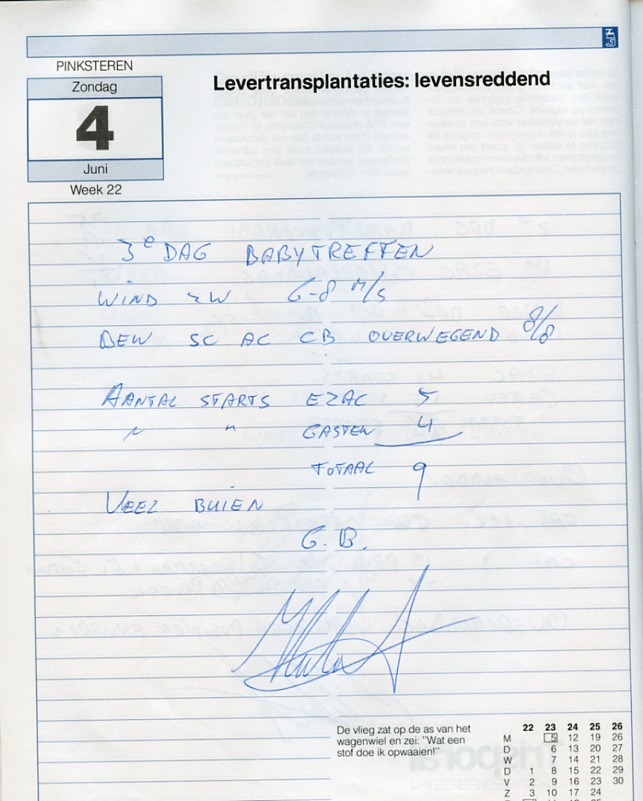 PINKSTEREN
Zondag
4
Juni
Week 22
Levertransplantaties: levensreddend
3e DAG BABYTREFFEN
WIND ZW 6-8 M/S
BEW SC AC CB OVERWEGEND 8/8
AANTAL STARTS EZAC 5
" " GASTEN 4
TOTAAL 9
VEEL BUIEN
G.B.
De vlieg zat op de as van het
wagenwiel en zei: "Wat een
stof doe ik opwaaien!"
22 23 24 25 26
M 5 12 19 26
D 6 13 20 27
W 7 14 21 28
D 1 8 15 22 29
V 2 9 16 23 30
Z 3 10 17 24